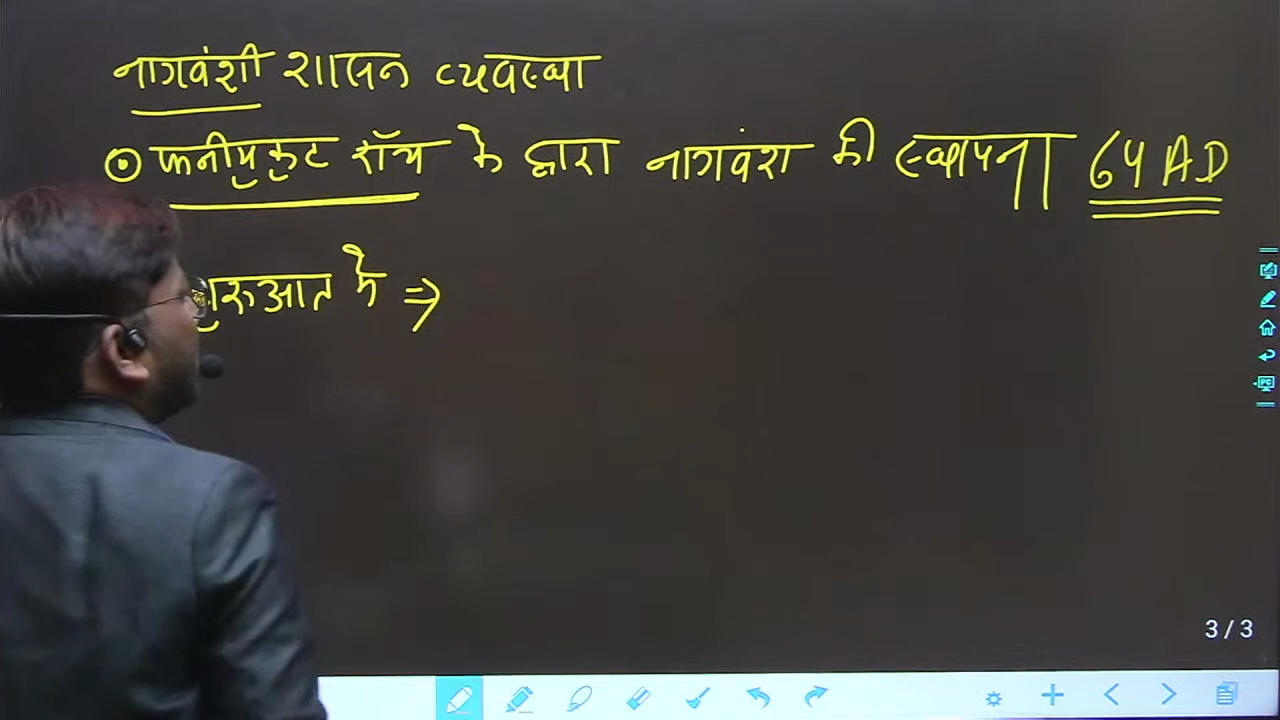 नागवंशी शासन व्यवस्था
फनीमुकुट रॉय के द्वारा नागवंश की स्थापना 64 AD
शुरुआत में ⇒
3 / 3